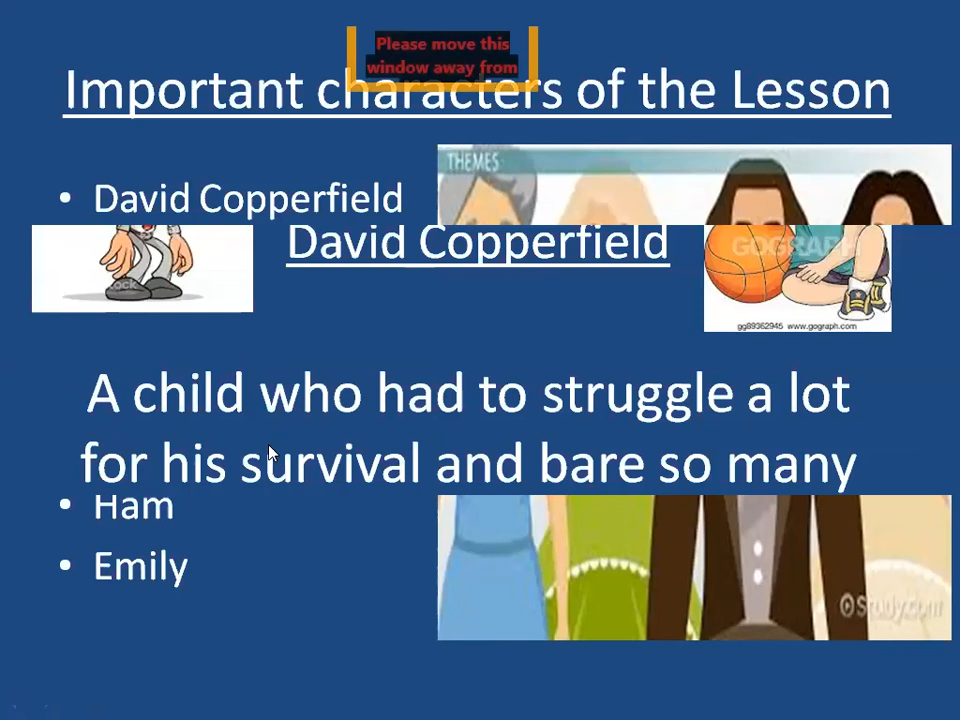 Please move this
window away from
Important characters of the Lesson
THEMES
• David Copperfield
David Copperfield
GOGRAPH
gg89362945 www.gograph.com
A child who had to struggle a lot
for his survival and bare so many
• Ham
• Emily
Study.com